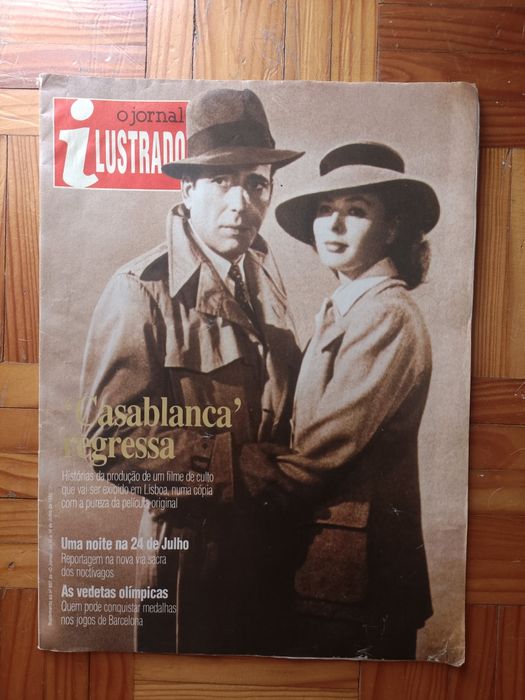 o jornal
iLUSTRADO
'Casablanca'
regressa
Histórias da produção de um filme de culto
que vai ser exibido em Lisboa, numa cópia
com a pureza da película original
Uma noite na 24 de Julho
Reportagem na nova via sacra
dos noctívagos
As vedetas olímpicas
Quem pode conquistar medalhas
nos jogos de Barcelona